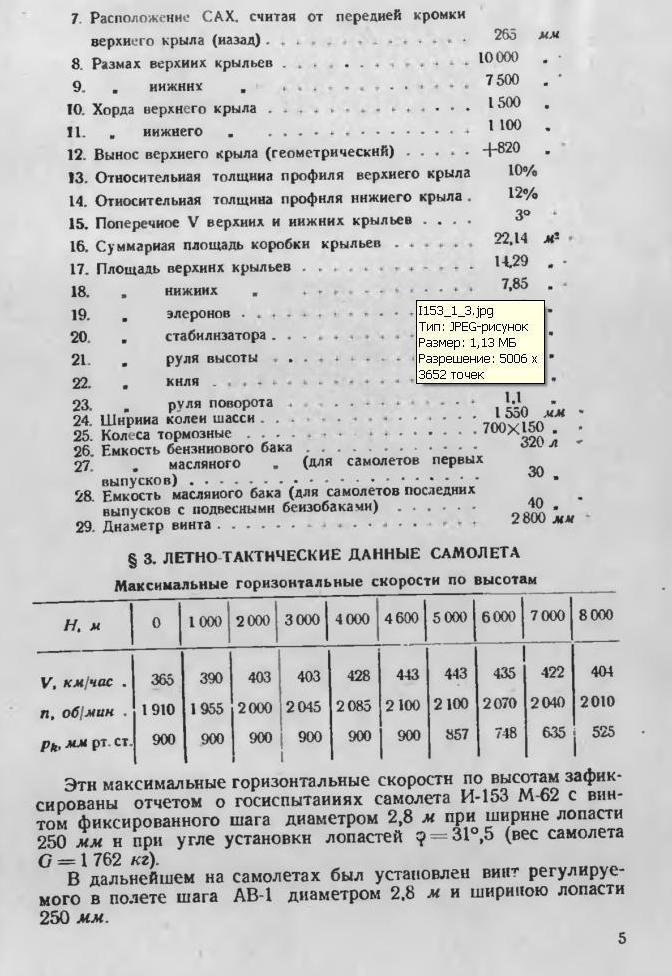 7. Расположение САХ, считая от передней кромки
верхнего крыла (назад) . . . . . . . . . . . 265 мм
8. Размах верхних крыльев . . . . . . . . . . 10 000 „
9. „ нижних „ . . . . . . . . . . 7 500 „
10. Хорда верхнего крыла . . . . . . . . . . . 1 500 „
11. „ нижнего „ . . . . . . . . . . . 1 100 „
12. Вынос верхнего крыла (геометрический) . . . . . +820 „
13. Относительная толщина профиля верхнего крыла 10%
14. Относительная толщина профиля нижнего крыла . 12%
15. Поперечное V верхних и нижних крыльев . . . . 3°
16. Суммарная площадь коробки крыльев . . . . . . 22,14 м²
17. Площадь верхних крыльев . . . . . . . . . . 14,29 „
18. „ нижних „ . . . . . . . . . . 7,85 „
19. „ элеронов . . . . . . . . . .
20. „ стабилизатора . . . . . . . . .
21. „ руля высоты . . . . . . . . .
22. „ киля . . . . . . . . . . .
I153_1_3.jpg
Тип: JPEG-рисунок
Размер: 1,13 МБ
Разрешение: 5006 x
3652 точек
23. „ руля поворота . . . . . . . . . . 1,1 „
24. Ширина колеи шасси . . . . . . . . . . . . 1 550 мм
25. Колеса тормозные . . . . . . . . . . . . . 700×150 „
26. Емкость бензинового бака . . . . . . . . . . 320 л
27. „ масляного „ (для самолетов первых
выпусков) . . . . . . . . . . . . . . . . 30 „
28. Емкость масляного бака (для самолетов последних
выпусков с подвесными бензобаками) . . . . . . 40 „
29. Диаметр винта . . . . . . . . . . . . . . 2 800 мм
§ 3. ЛЕТНО-ТАКТИЧЕСКИЕ ДАННЫЕ САМОЛЕТА
Максимальные горизонтальные скорости по высотам
H, м 0 1 000 2 000 3 000 4 000 4 600 5 000 6 000 7 000 8 000
V, км/час . 365 390 403 403 428 443 443 435 422 404
n, об/мин . 1 910 1 955 2 000 2 045 2 085 2 100 2 100 2 070 2 040 2 010
Pk, мм рт. ст. 900 900 900 900 900 900 857 748 635 525
Эти максимальные горизонтальные скорости по высотам зафик-
сированы отчетом о госиспытаниях самолета И-153 М-62 с вин-
том фиксированного шага диаметром 2,8 м при ширине лопасти
250 мм и при угле установки лопастей φ = 31°,5 (вес самолета
G = 1 762 кг).
В дальнейшем на самолетах был установлен винт регулируе-
мого в полете шага АВ-1 диаметром 2,8 м и шириною лопасти
250 мм.
5